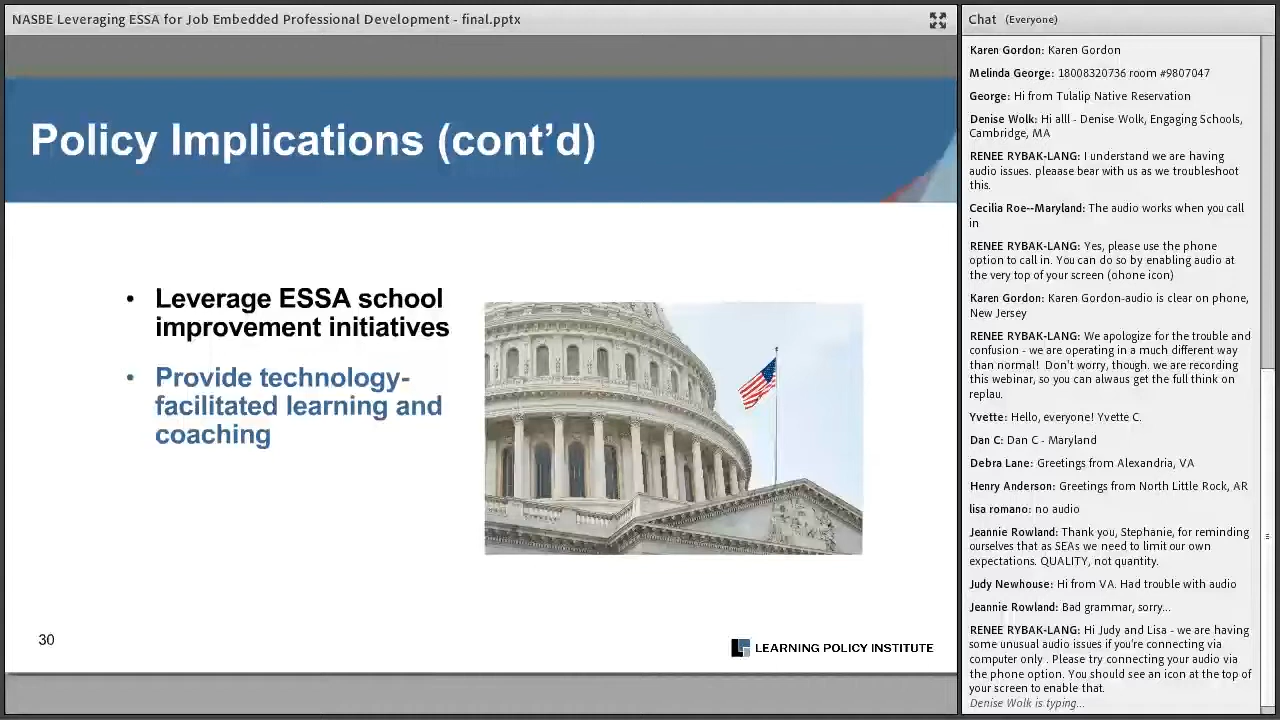 NASBE Leveraging ESSA for Job Embedded Professional Development - final.pptx
Policy Implications (cont'd)
• Leverage ESSA school
improvement initiatives
• Provide technology-
facilitated learning and
coaching
30
LEARNING POLICY INSTITUTE
Chat (Everyone)
Karen Gordon: Karen Gordon
Melinda George: 18008320736 room #9807047
George: Hi from Tulalip Native Reservation
Denise Wolk: Hi alll - Denise Wolk, Engaging Schools,
Cambridge, MA
RENEE RYBAK-LANG: I understand we are having
audio issues. pleaase bear with us as we troubleshoot
this.
Cecilia Roe--Maryland: The audio works when you call
in
RENEE RYBAK-LANG: Yes, please use the phone
option to call in. You can do so by enabling audio at
the very top of your screen (ohone icon)
Karen Gordon: Karen Gordon-audio is clear on phone,
New Jersey
RENEE RYBAK-LANG: We apologize for the trouble and
confusion - we are operating in a much different way
than normal! Don't worry, though. we are recording
this webinar, so you can alwaus get the full think on
replau.
Yvette: Hello, everyone! Yvette C.
Dan C: Dan C - Maryland
Debra Lane: Greetings from Alexandria, VA
Henry Anderson: Greetings from North Little Rock, AR
lisa romano: no audio
Jeannie Rowland: Thank you, Stephanie, for reminding
ourselves that as SEAs we need to limit our own
expectations. QUALITY, not quantity.
Judy Newhouse: Hi from VA. Had trouble with audio
Jeannie Rowland: Bad grammar, sorry...
RENEE RYBAK-LANG: Hi Judy and Lisa - we are having
some unusual audio issues if you're connecting via
computer only . Please try connecting your audio via
the phone option. You should see an icon at the top of
your screen to enable that.
Denise Wolk is typing...